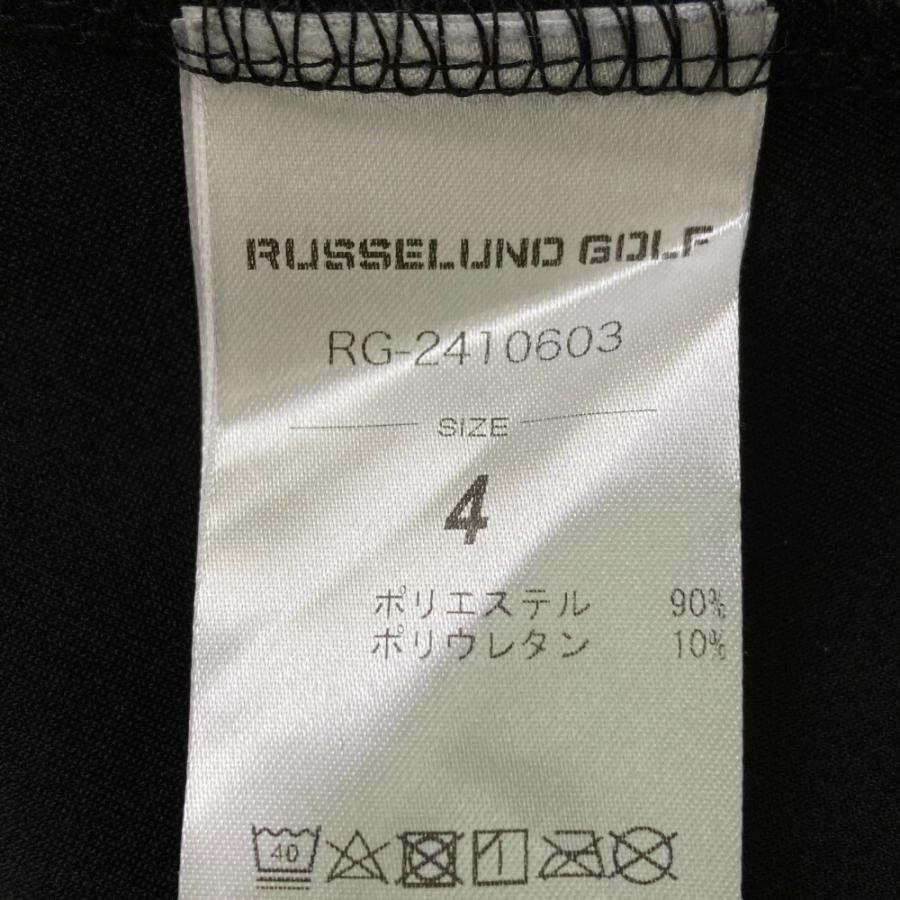 RUSSELUNO GOLF
RG-2410603
SIZE
4
ポリエステル 90%
ポリウレタン 10%
40